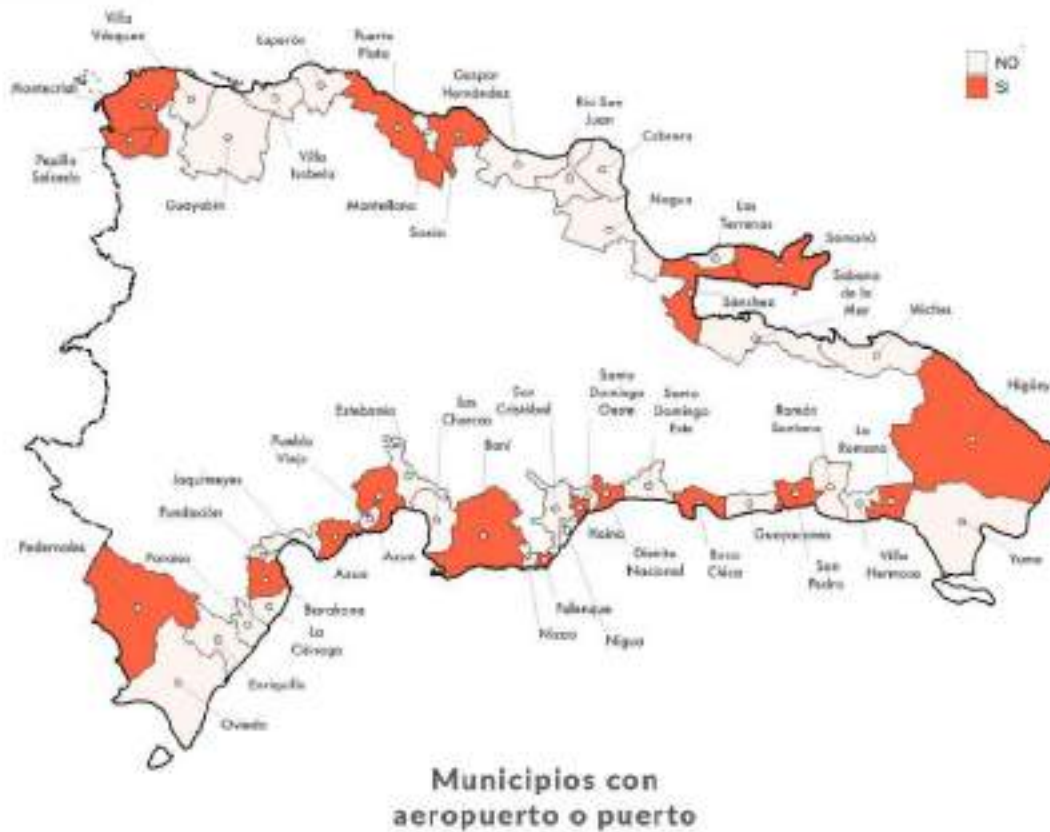 Villa
Vásquez
Montecristi
Pepillo
Salcedo
Guayubín
Luperón
Villa
Isabela
Puerto
Plata
Montellano
Sosúa
Gaspar
Hernández
Río San
Juan
Cabrera
Nagua
Las
Terrenas
Samaná
Sánchez
Sabana
de la
Mar
Miches
Higüey
NO
SI
Estebanía
Las
Charcas
San
Cristóbal
Baní
Santo
Domingo
Oeste
Santo
Domingo
Este
Ramón
Santana
La
Romana
Pueblo
Viejo
Jaquimeyes
Fundación
Pedernales
Paraíso
Azua
Azua
Barahona
La
Ciénaga
Enriquillo
Oviedo
Nizao
Palenque
Nigua
Haina
Distrito
Nacional
Boca
Chica
Guayacanes
San
Pedro
Villa
Hermosa
Yuma
Municipios con
aeropuerto o puerto